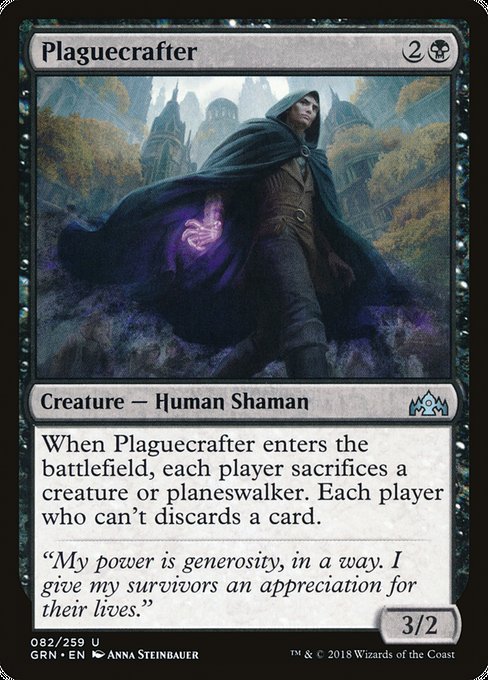 Plaguecrafter 2
Creature — Human Shaman
When Plaguecrafter enters the
battlefield, each player sacrifices a
creature or planeswalker. Each player
who can't discards a card.
“My power is generosity, in a way. I
give my survivors an appreciation for
their lives.”
3/2
082/259 U
GRN • EN Anna Steinbauer
™ & © 2018 Wizards of the Coast